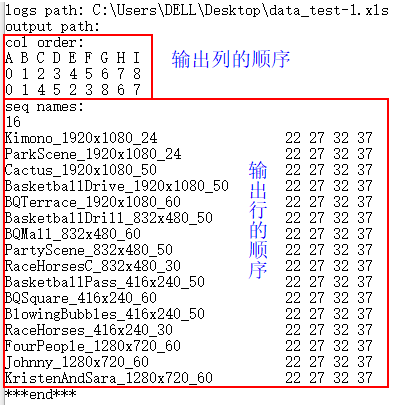 logs path: C:\Users\DELL\Desktop\data_test-1.xls
output path:
col order:
A B C D E F G H I
0 1 2 3 4 5 6 7 8
0 1 4 5 2 3 8 6 7
输出列的顺序
seq names:
16
Kimono_1920x1080_24 22 27 32 37
ParkScene_1920x1080_24 22 27 32 37
Cactus_1920x1080_50 22 27 32 37
BasketballDrive_1920x1080_50 22 27 32 37
BQTerrace_1920x1080_60 22 27 32 37
BasketballDrill_832x480_50 22 27 32 37
BQMall_832x480_60 22 27 32 37
PartyScene_832x480_50 22 27 32 37
RaceHorsesC_832x480_30 22 27 32 37
BasketballPass_416x240_50 22 27 32 37
BQSquare_416x240_60 22 27 32 37
BlowingBubbles_416x240_50 22 27 32 37
RaceHorses_416x240_30 22 27 32 37
FourPeople_1280x720_60 22 27 32 37
Johnny_1280x720_60 22 27 32 37
KristenAndSara_1280x720_60 22 27 32 37
输出行的顺序
***end***